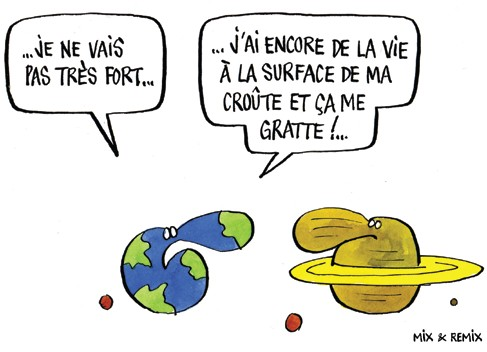 ...JE NE VAIS
PAS TRÈS FORT...
...J'AI ENCORE DE LA VIE
À LA SURFACE DE MA
CROÛTE ET ÇA ME
GRATTE !...
MIX & REMIX